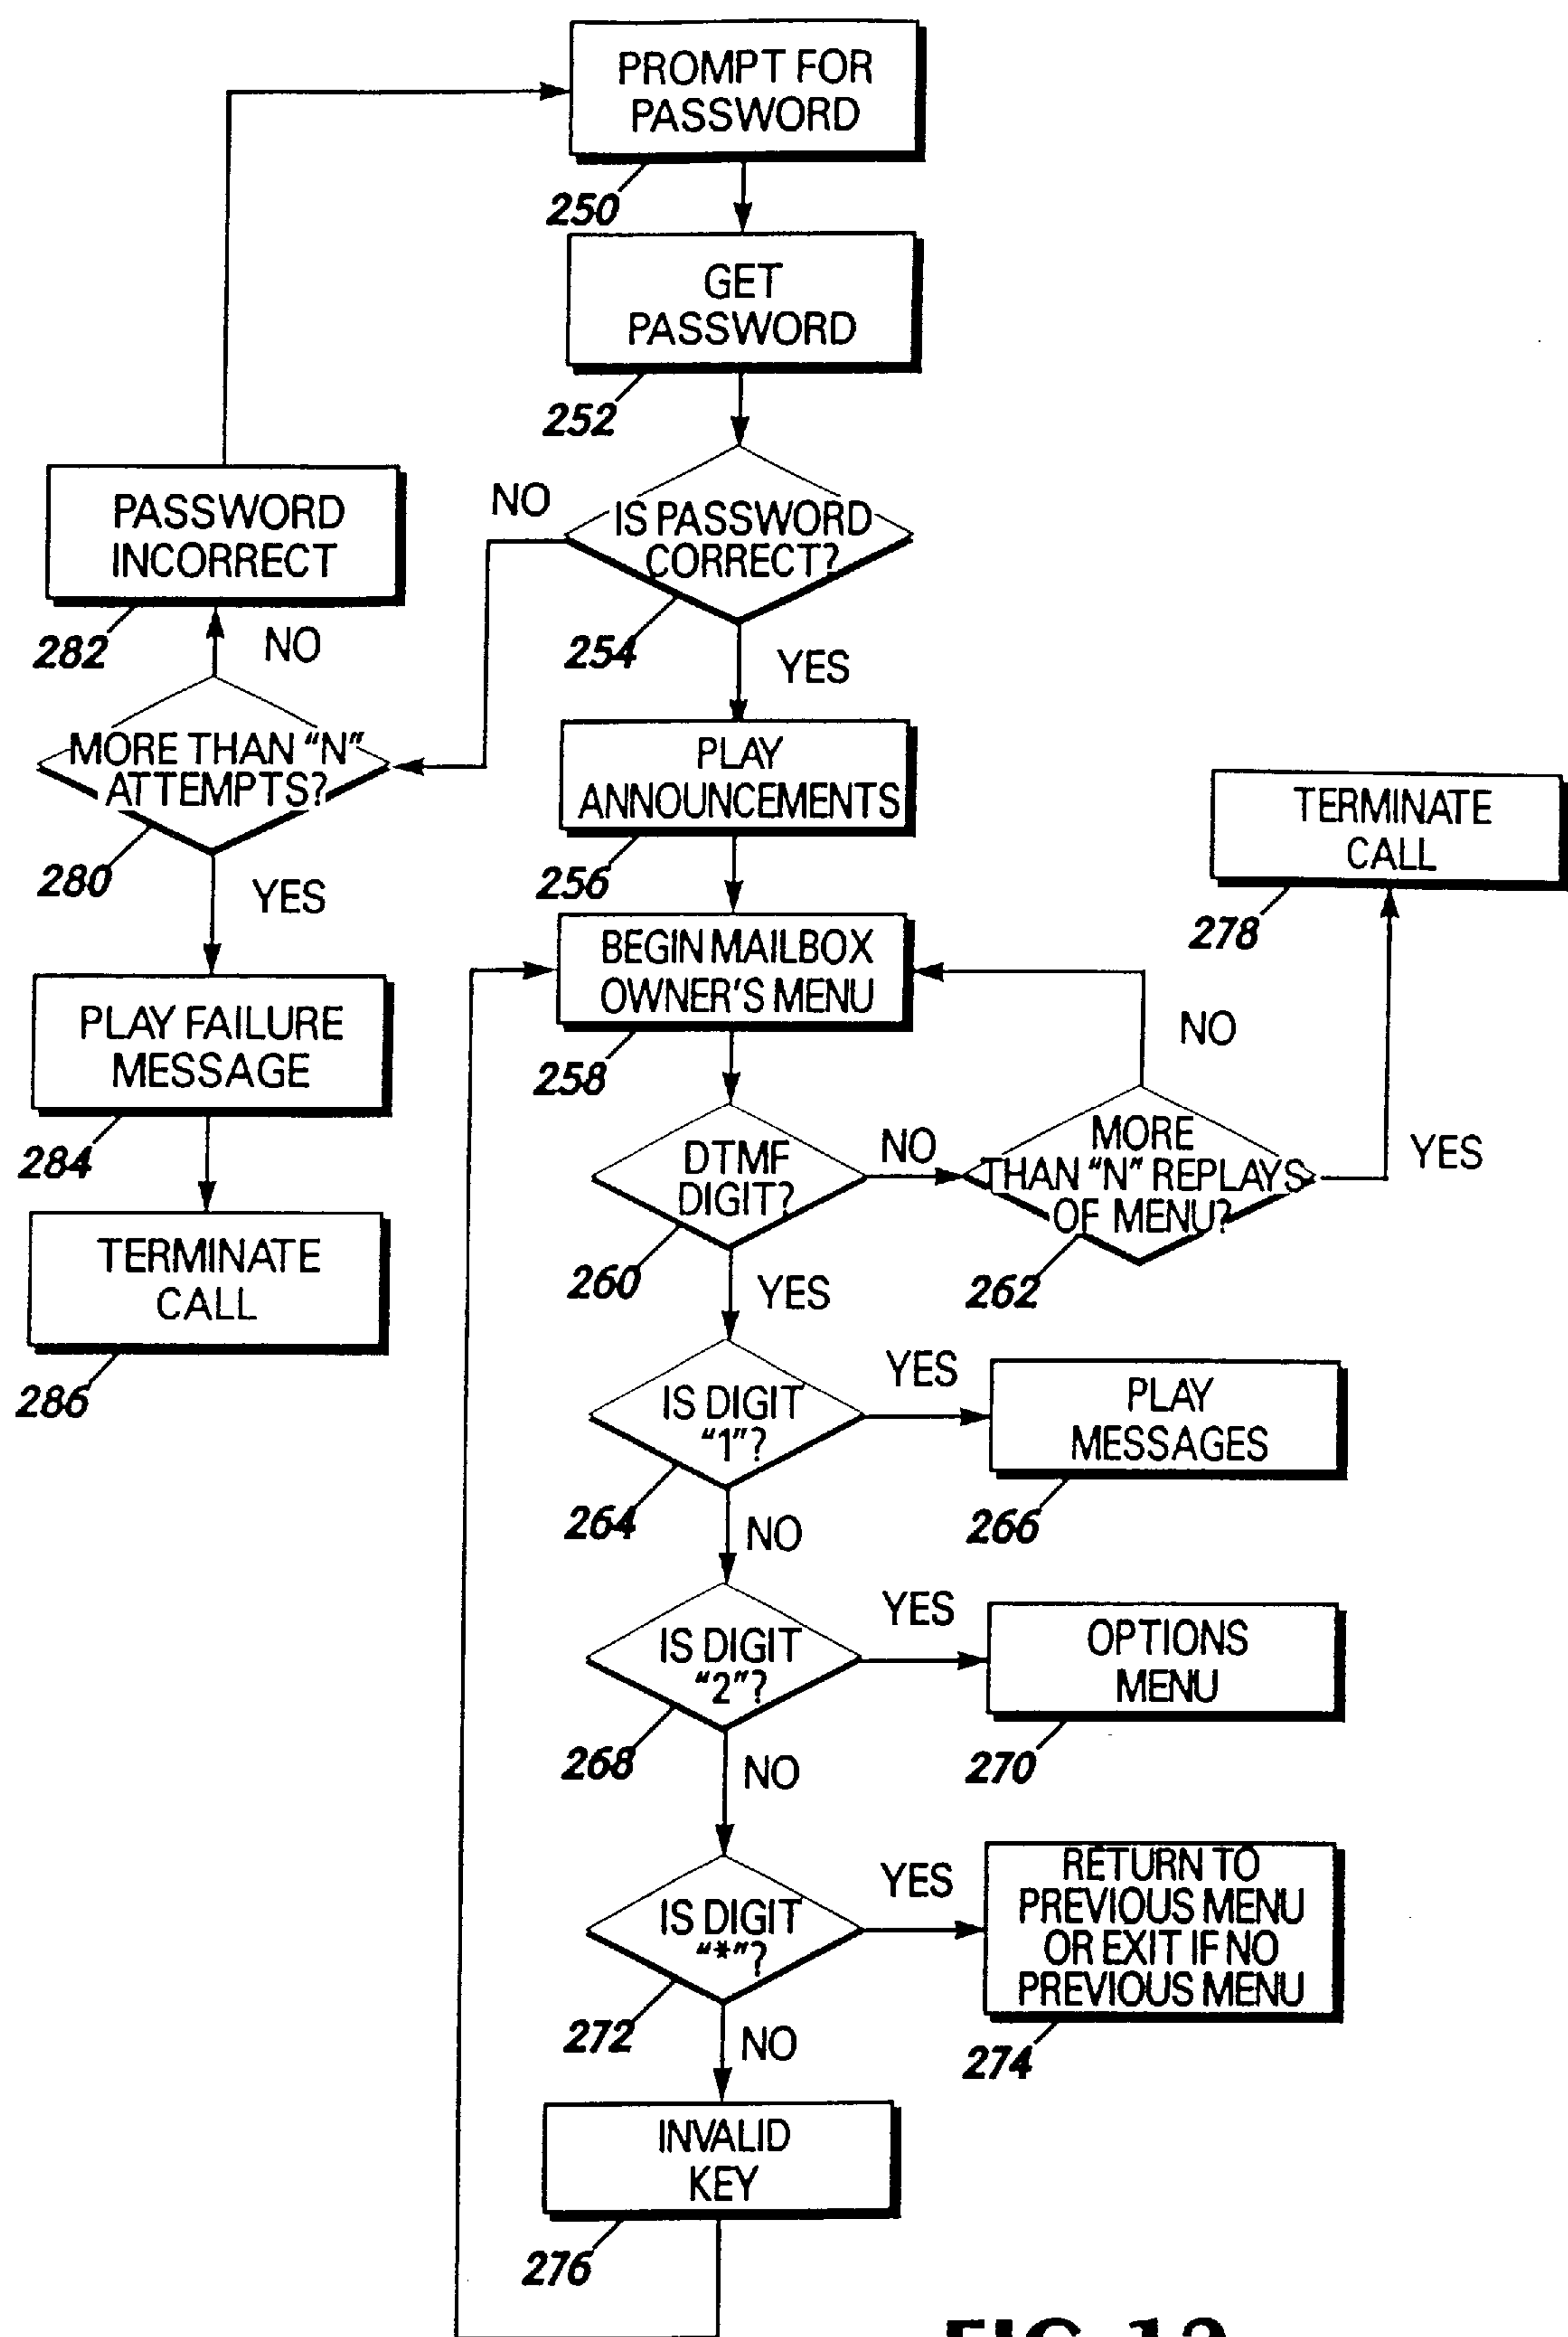 PROMPT FOR
PASSWORD
250
GET
PASSWORD
252
IS PASSWORD
CORRECT?
254
NO
YES
PASSWORD
INCORRECT
282
NO
MORE THAN "N"
ATTEMPTS?
280
YES
PLAY FAILURE
MESSAGE
284
TERMINATE
CALL
286
PLAY
ANNOUNCEMENTS
256
BEGIN MAILBOX
OWNER'S MENU
258
TERMINATE
CALL
278
NO
DTMF
DIGIT?
260
NO
MORE
THAN "N" REPLAYS
OF MENU?
262
YES
YES
IS DIGIT
"1"?
264
YES
PLAY
MESSAGES
266
NO
IS DIGIT
"2"?
268
YES
OPTIONS
MENU
270
NO
IS DIGIT
"*"?
272
YES
RETURN TO
PREVIOUS MENU
OR EXIT IF NO
PREVIOUS MENU
274
NO
INVALID
KEY
276